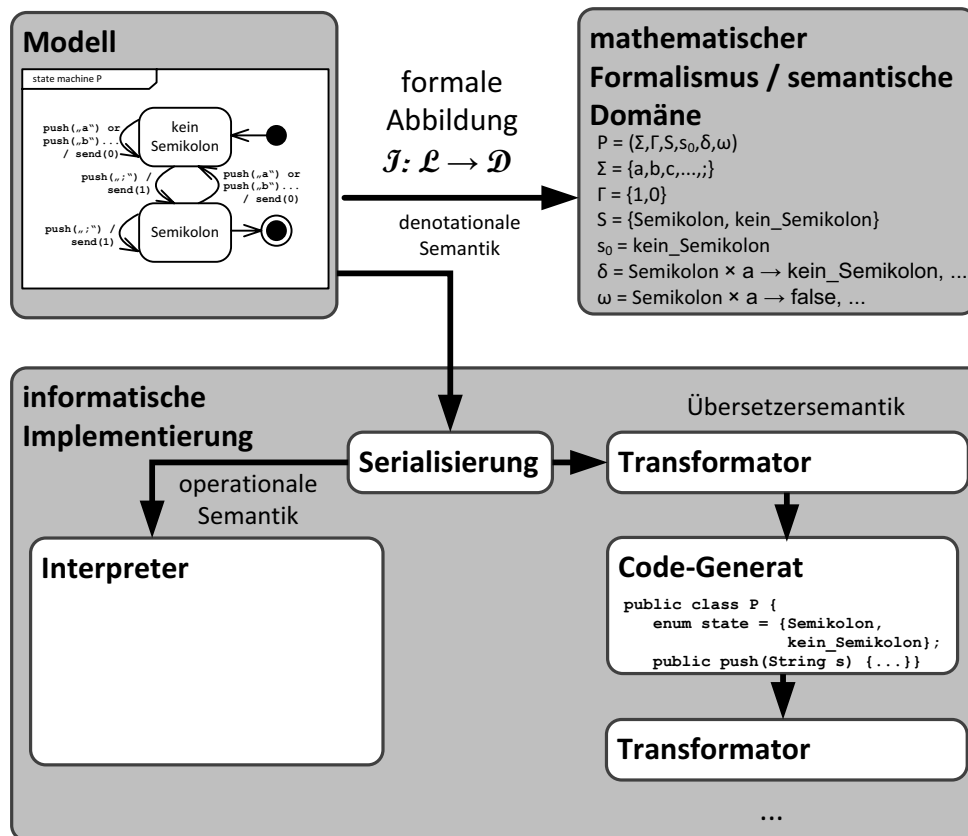 Modell
state machine P
kein
Semikolon
push(„a“) or
push(„b“)...
/ send(0)
push(„;“) /
send(1)
push(„a“) or
push(„b“)...
/ send(0)
push(„;“) /
send(1)
Semikolon
formale
Abbildung
𝓘: 𝓛 → 𝓓
denotationale
Semantik
mathematischer
Formalismus / semantische
Domäne
P = (Σ,Γ,S,s₀,δ,ω)
Σ = {a,b,c,...,;}
Γ = {1,0}
S = {Semikolon, kein_Semikolon}
s₀ = kein_Semikolon
δ = Semikolon × a → kein_Semikolon, ...
ω = Semikolon × a → false, ...
informatische
Implementierung
Übersetzersemantik
Serialisierung
Transformator
operationale
Semantik
Interpreter
Code-Generat
public class P {
enum state = {Semikolon,
kein_Semikolon};
public push(String s) {...}}
Transformator
...